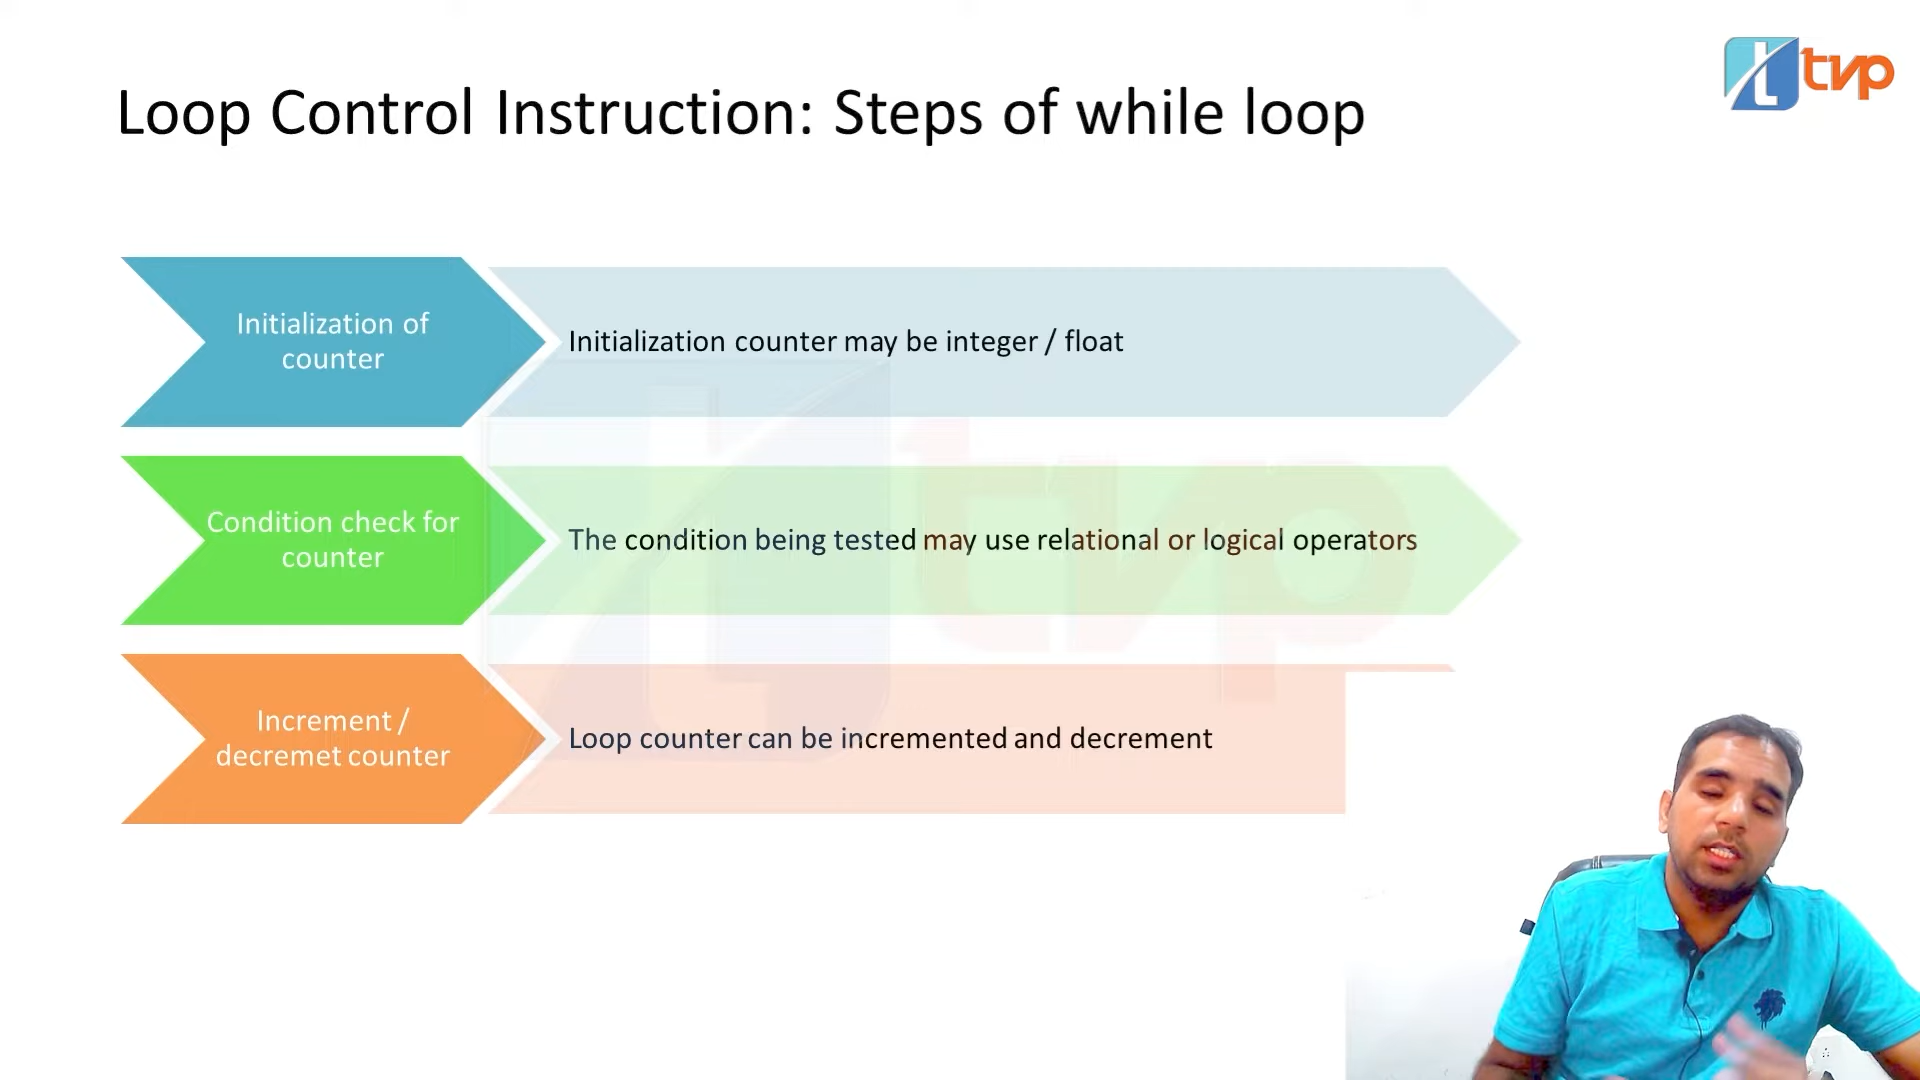 tvp
Loop Control Instruction: Steps of while loop
Initialization of
counter
Initialization counter may be integer / float
Condition check for
counter
The condition being tested may use relational or logical operators
Increment /
decremet counter
Loop counter can be incremented and decrement